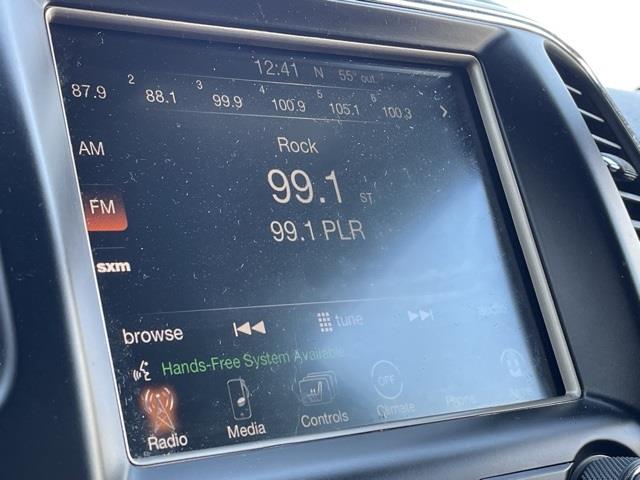 12:41 N 55° out
87.9 2 88.1 3 99.9 4 100.9 5 105.1 6 100.3
AM
Rock
FM
99.1 ST
99.1 PLR
sxm
browse
tune
audio
Hands-Free System Available
OFF
Radio
Media
Controls
Climate
Phone